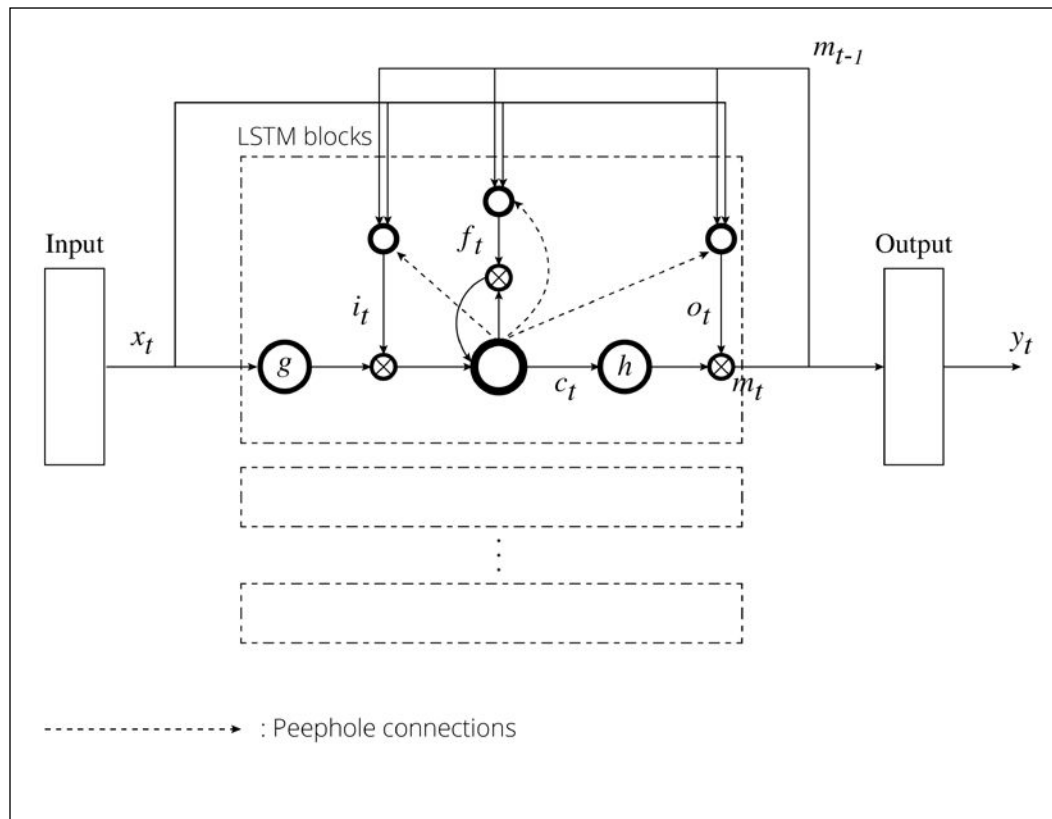 m_{t-1}
LSTM blocks
Input
f_t
Output
x_t
i_t
o_t
y_t
g
c_t
h
m_t
: Peephole connections